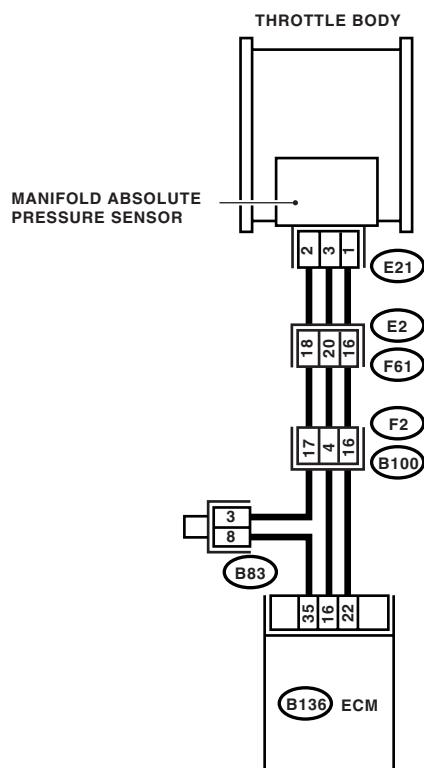 THROTTLE BODY
MANIFOLD ABSOLUTE
PRESSURE SENSOR
2 3 1
E21
E2
18 20 16
F61
F2
17 4 16
B100
3
8
B83
35 16 22
B136 ECM